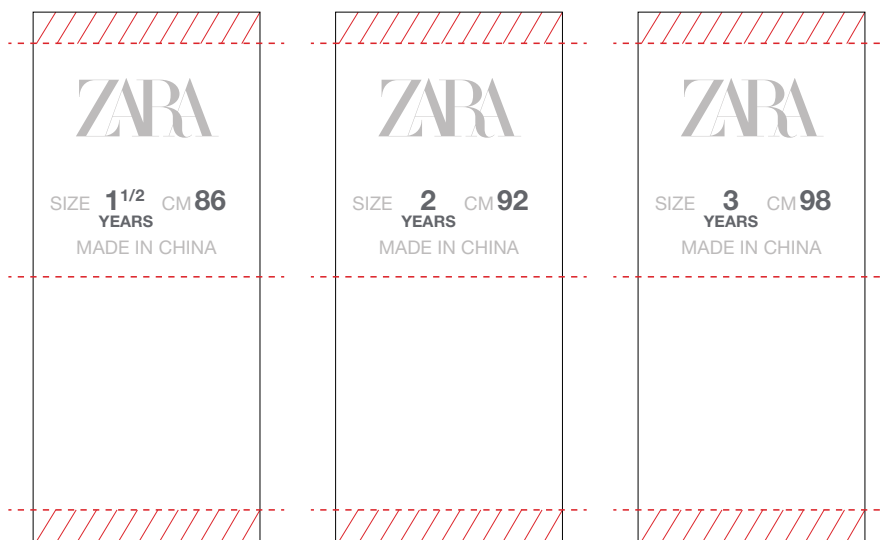 ZARA
SIZE 1 1/2 YEARS CM 86
MADE IN CHINA
ZARA
SIZE 2 YEARS CM 92
MADE IN CHINA
ZARA
SIZE 3 YEARS CM 98
MADE IN CHINA